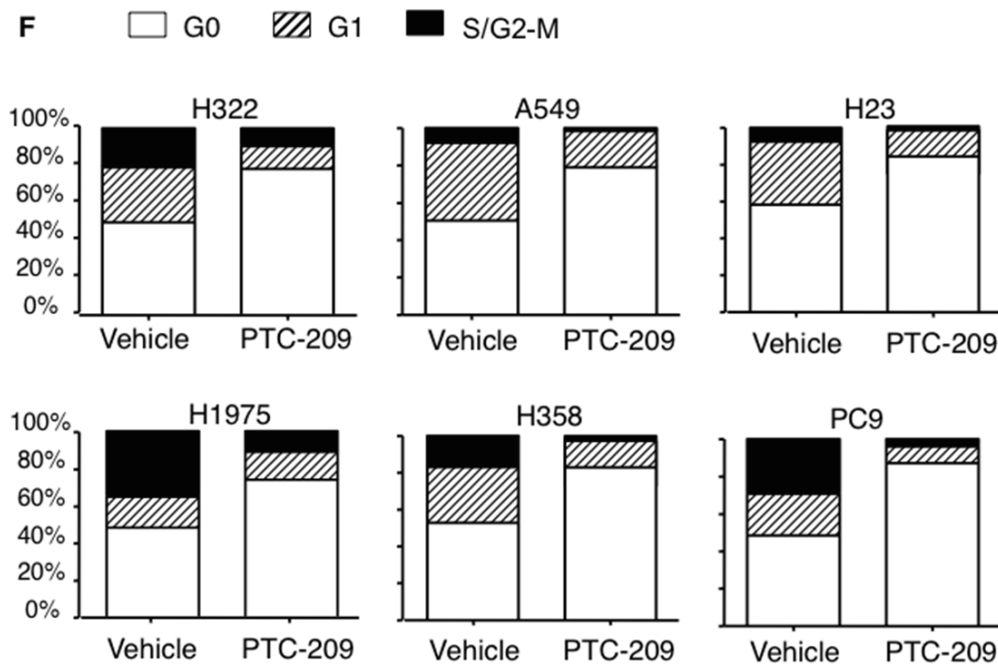 F G0 G1 S/G2-M
H322 A549 H23
100%
80%
60%
40%
20%
0%
Vehicle PTC-209 Vehicle PTC-209 Vehicle PTC-209
H1975 H358 PC9
100%
80%
60%
40%
20%
0%
Vehicle PTC-209 Vehicle PTC-209 Vehicle PTC-209